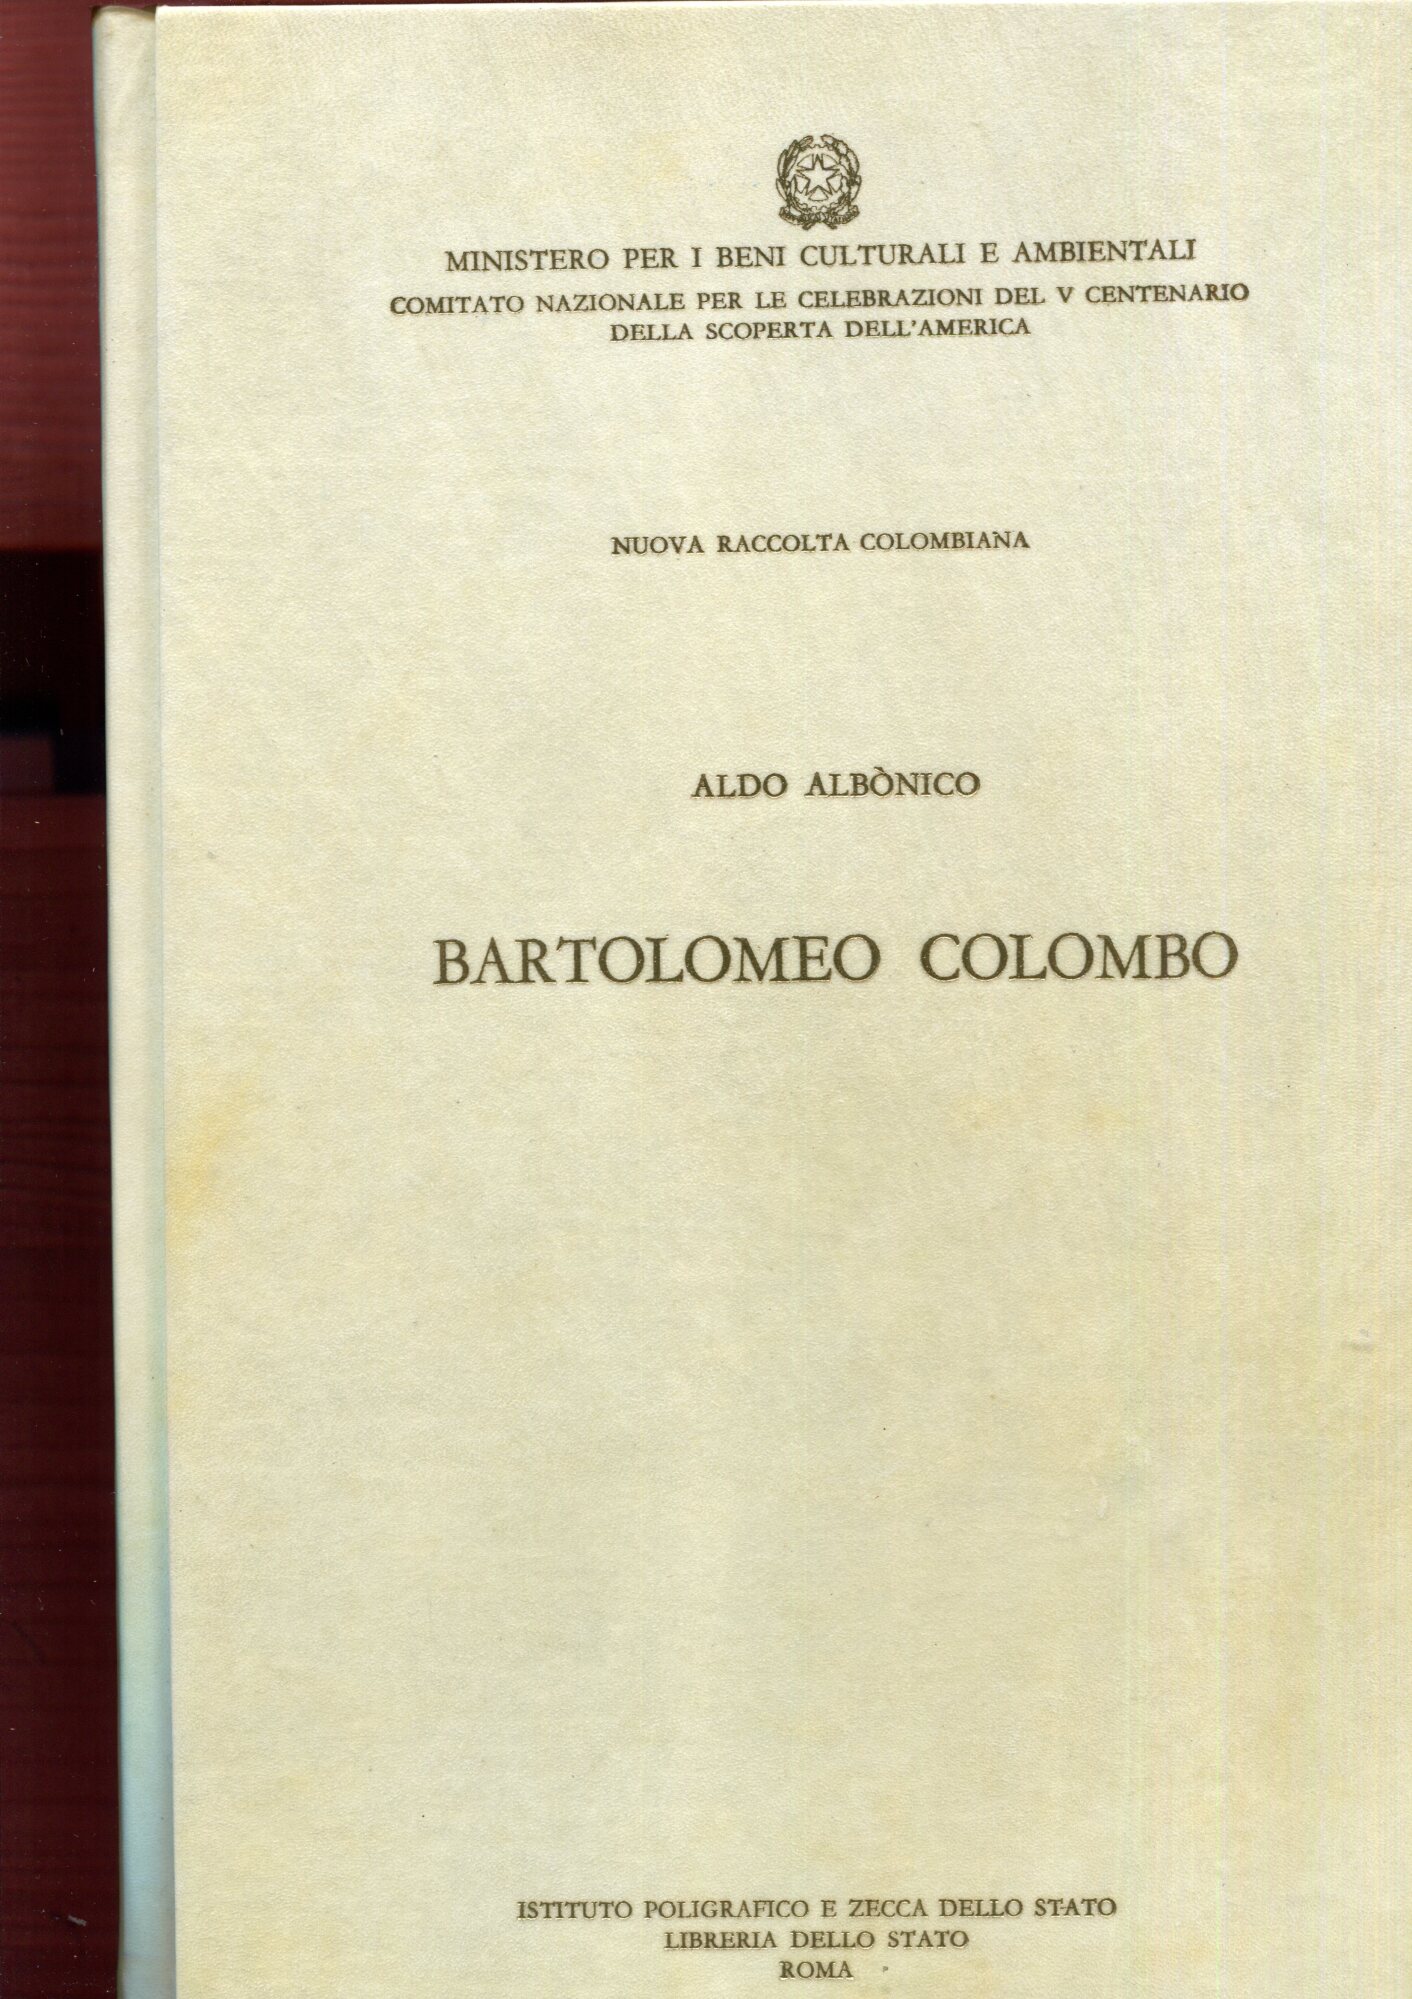 MINISTERO PER I BENI CULTURALI E AMBIENTALI
COMITATO NAZIONALE PER LE CELEBRAZIONI DEL V CENTENARIO
DELLA SCOPERTA DELL'AMERICA
NUOVA RACCOLTA COLOMBIANA
ALDO ALBÒNICO
BARTOLOMEO COLOMBO
ISTITUTO POLIGRAFICO E ZECCA DELLO STATO
LIBRERIA DELLO STATO
ROMA